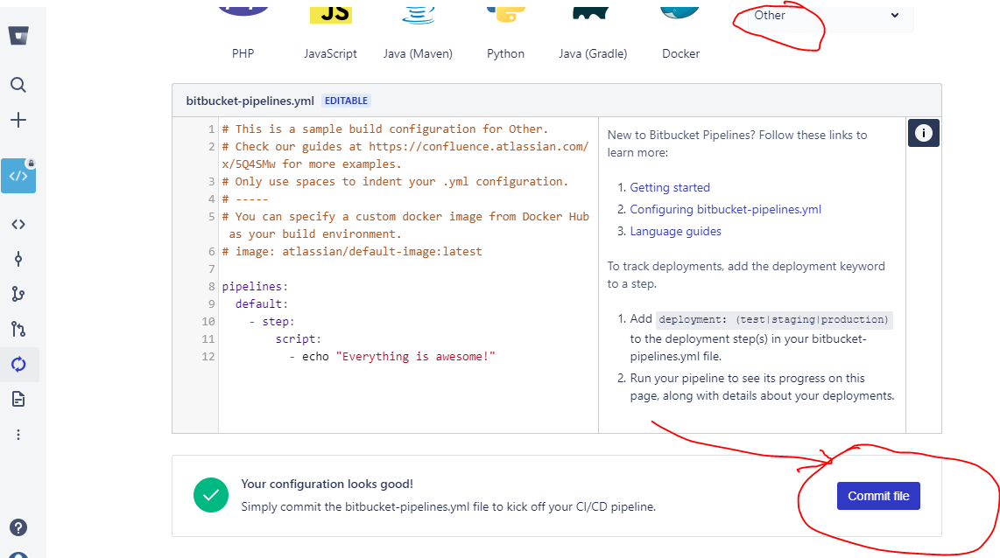 php
JS
Other
PHP
JavaScript
Java (Maven)
Python
Java (Gradle)
Docker
bitbucket-pipelines.yml EDITABLE
1 # This is a sample build configuration for Other.
2 # Check our guides at https://confluence.atlassian.com/
x/5Q4SMw for more examples.
3 # Only use spaces to indent your .yml configuration.
4 # -----
5 # You can specify a custom docker image from Docker Hub
as your build environment.
6 # image: atlassian/default-image:latest
7
8 pipelines:
9   default:
10     - step:
11         script:
12           - echo "Everything is awesome!"
New to Bitbucket Pipelines? Follow these links to
learn more:
1. Getting started
2. Configuring bitbucket-pipelines.yml
3. Language guides
To track deployments, add the deployment keyword
to a step.
1. Add deployment: (test|staging|production)
to the deployment step(s) in your bitbucket-
pipelines.yml file.
2. Run your pipeline to see its progress on this
page, along with details about your deployments.
Your configuration looks good!
Simply commit the bitbucket-pipelines.yml file to kick off your CI/CD pipeline.
Commit file